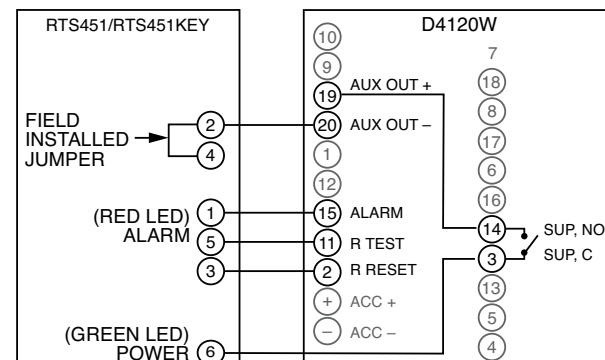 RTS451/RTS451KEY
FIELD
INSTALLED
JUMPER
2
4
(RED LED)
ALARM
1
5
3
(GREEN LED)
POWER
6
D4120W
10
9
19 AUX OUT +
20 AUX OUT –
1
12
15 ALARM
11 R TEST
2 R RESET
+ ACC +
– ACC –
7
18
8
17
6
16
14 SUP, NO
3 SUP, C
13
5
4